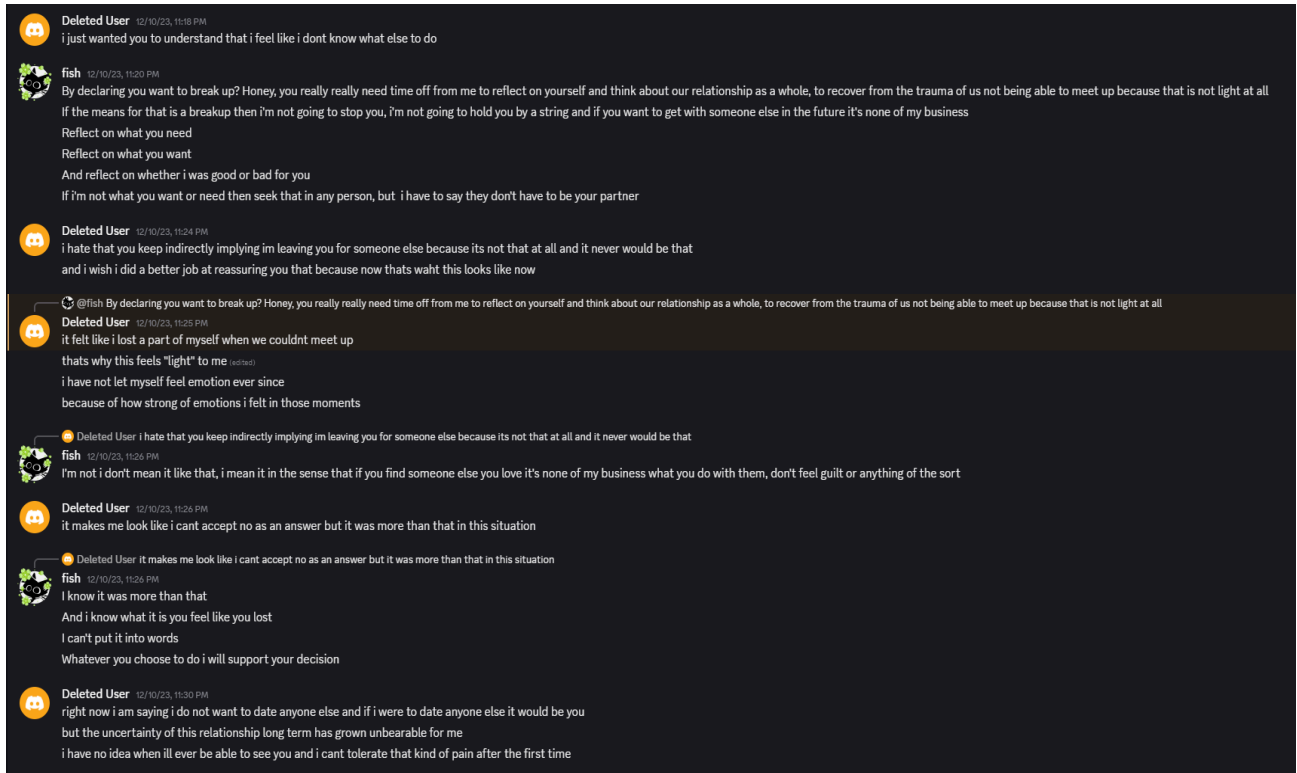 Deleted User 12/10/23, 11:18 PM
i just wanted you to understand that i feel like i dont know what else to do
fish 12/10/23, 11:20 PM
By declaring you want to break up? Honey, you really really need time off from me to reflect on yourself and think about our relationship as a whole, to recover from the trauma of us not being able to meet up because that is not light at all
If the means for that is a breakup then i'm not going to stop you, i'm not going to hold you by a string and if you want to get with someone else in the future it's none of my business
Reflect on what you need
Reflect on what you want
And reflect on whether i was good or bad for you
If i'm not what you want or need then seek that in any person, but i have to say they don't have to be your partner
Deleted User 12/10/23, 11:24 PM
i hate that you keep indirectly implying im leaving you for someone else because its not that at all and it never would be that
and i wish i did a better job at reassuring you that because now thats waht this looks like now
@fish By declaring you want to break up? Honey, you really really need time off from me to reflect on yourself and think about our relationship as a whole, to recover from the trauma of us not being able to meet up because that is not light at all
Deleted User 12/10/23, 11:25 PM
it felt like i lost a part of myself when we couldnt meet up
thats why this feels "light" to me (edited)
i have not let myself feel emotion ever since
because of how strong of emotions i felt in those moments
Deleted User i hate that you keep indirectly implying im leaving you for someone else because its not that at all and it never would be that
fish 12/10/23, 11:26 PM
I'm not i don't mean it like that, i mean it in the sense that if you find someone else you love it's none of my business what you do with them, don't feel guilt or anything of the sort
Deleted User 12/10/23, 11:26 PM
it makes me look like i cant accept no as an answer but it was more than that in this situation
Deleted User it makes me look like i cant accept no as an answer but it was more than that in this situation
fish 12/10/23, 11:26 PM
I know it was more than that
And i know what it is you feel like you lost
I can't put it into words
Whatever you choose to do i will support your decision
Deleted User 12/10/23, 11:30 PM
right now i am saying i do not want to date anyone else and if i were to date anyone else it would be you
but the uncertainty of this relationship long term has grown unbearable for me
i have no idea when ill ever be able to see you and i cant tolerate that kind of pain after the first time